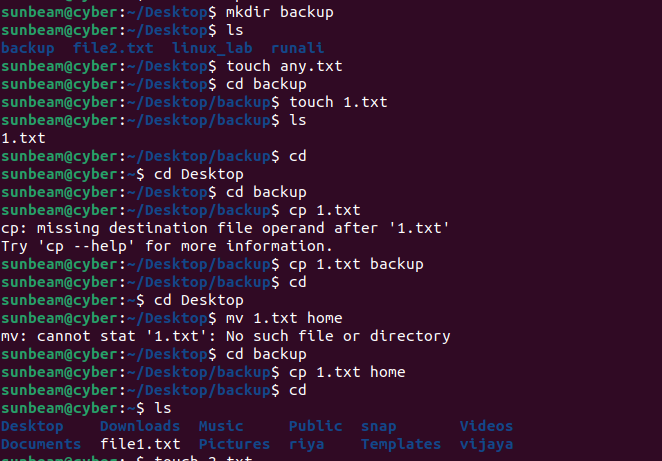 sunbeam@cyber:~/Desktop$ mkdir backup
sunbeam@cyber:~/Desktop$ ls
backup  file2.txt  linux_lab  runali
sunbeam@cyber:~/Desktop$ touch any.txt
sunbeam@cyber:~/Desktop$ cd backup
sunbeam@cyber:~/Desktop/backup$ touch 1.txt
sunbeam@cyber:~/Desktop/backup$ ls
1.txt
sunbeam@cyber:~/Desktop/backup$ cd
sunbeam@cyber:~$ cd Desktop
sunbeam@cyber:~/Desktop$ cd backup
sunbeam@cyber:~/Desktop/backup$ cp 1.txt
cp: missing destination file operand after '1.txt'
Try 'cp --help' for more information.
sunbeam@cyber:~/Desktop/backup$ cp 1.txt backup
sunbeam@cyber:~/Desktop/backup$ cd
sunbeam@cyber:~$ cd Desktop
sunbeam@cyber:~/Desktop$ mv 1.txt home
mv: cannot stat '1.txt': No such file or directory
sunbeam@cyber:~/Desktop$ cd backup
sunbeam@cyber:~/Desktop/backup$ cp 1.txt home
sunbeam@cyber:~/Desktop/backup$ cd
sunbeam@cyber:~$ ls
Desktop    Downloads  Music     Public  snap       Videos
Documents  file1.txt  Pictures  riya    Templates  vijaya
sunbeam@cyber:~$ touch 2.txt